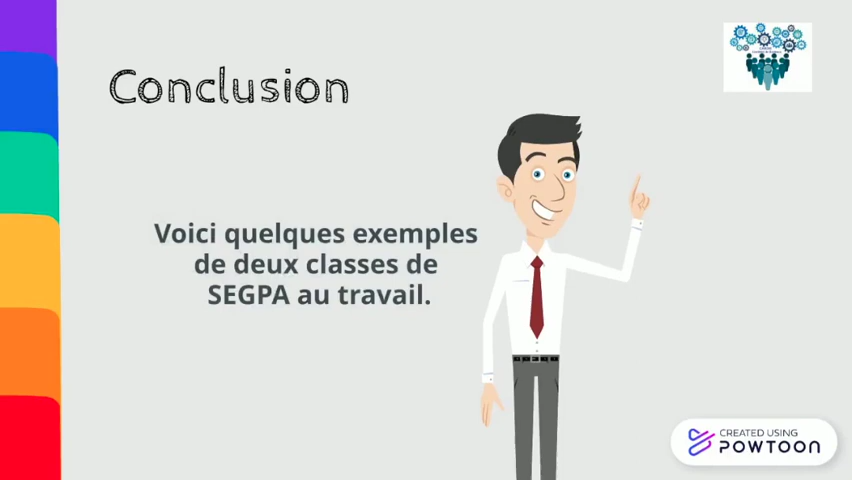 Conclusion
Voici quelques exemples
de deux classes de
SEGPA au travail.
CREATED USING
POWTOON